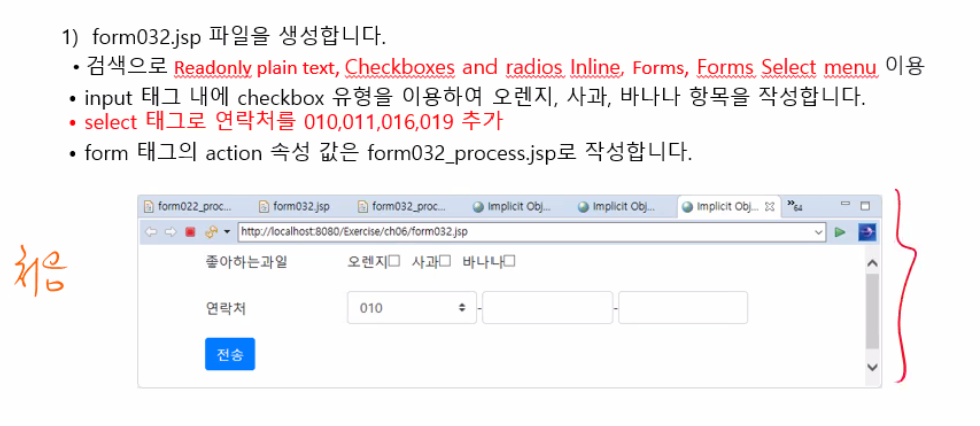 1) form032.jsp 파일을 생성합니다.
• 검색으로 Readonly plain text, Checkboxes and radios Inline, Forms, Forms Select menu 이용
• input 태그 내에 checkbox 유형을 이용하여 오렌지, 사과, 바나나 항목을 작성합니다.
• select 태그로 연락처를 010,011,016,019 추가
• form 태그의 action 속성 값은 form032_process.jsp로 작성합니다.
form022_proc... form032.jsp form032_proc... Implicit Obj... Implicit Obj... Implicit Obj... »64
http://localhost:8080/Exercise/ch06/form032.jsp
처음
좋아하는과일 오렌지 사과 바나나
연락처 010 - -
전송